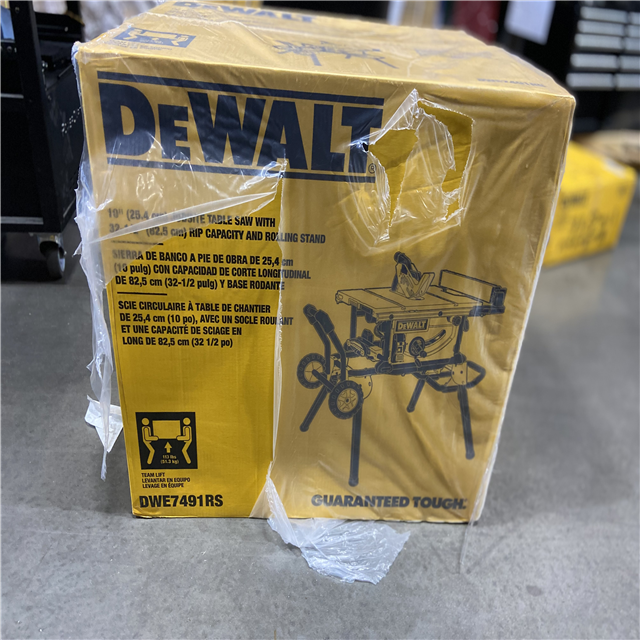 DEWALT
10" (25,4 cm) JOBSITE TABLE SAW WITH
(82.5 cm) RIP CAPACITY AND ROLLING STAND
SIERRA DE BANCO A PIE DE OBRA DE 25,4 cm
(10 pulg) CON CAPACIDAD DE CORTE LONGITUDINAL
DE 82,5 cm (32-1/2 pulg) Y BASE RODANTE
SCIE CIRCULAIRE À TABLE DE CHANTIER
DE 25,4 cm (10 po), AVEC UN SOCLE ROULANT
ET UNE CAPACITÉ DE SCIAGE EN
LONG DE 82,5 cm (32 1/2 po)
DEWALT
TEAM LIFT
LEVANTAR EN EQUIPO
LEVAGE EN ÉQUIPE
DWE7491RS
GUARANTEED TOUGH.